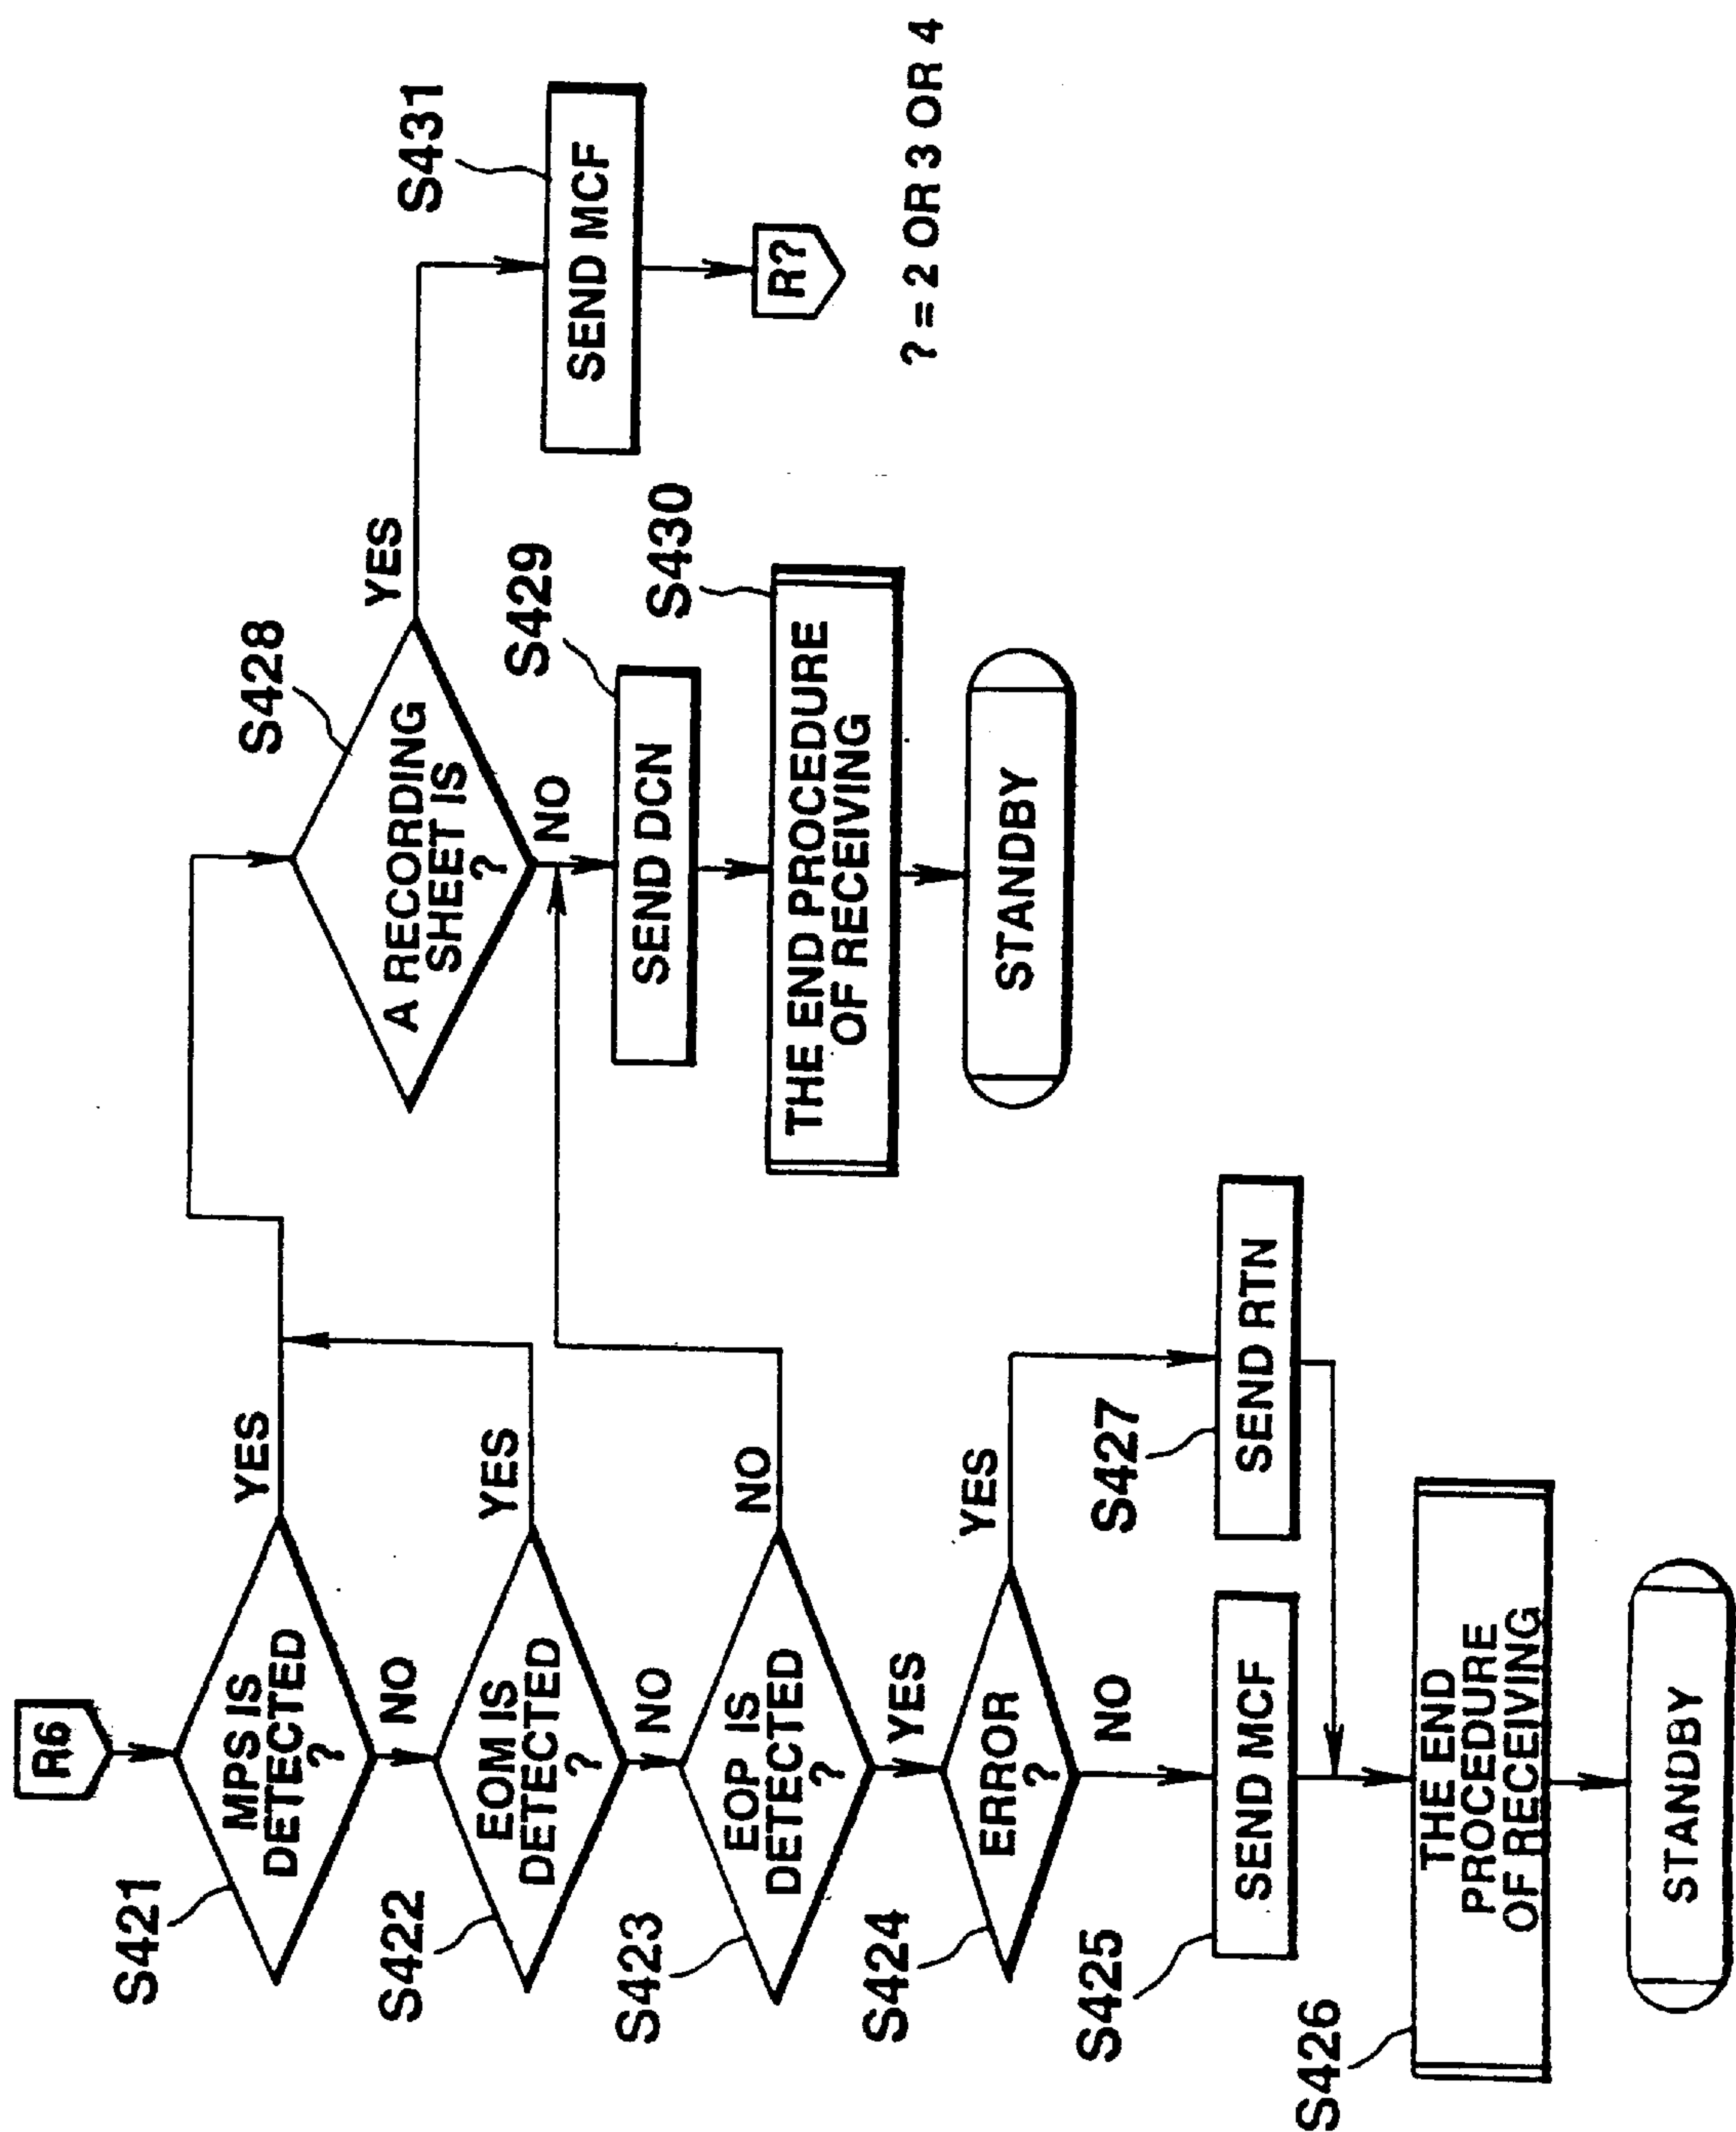 R6
S421
MPS IS
DETECTED
?
YES
NO
S422
EOM IS
DETECTED
?
YES
NO
S423
EOP IS
DETECTED
?
NO
YES
S424
ERROR
?
YES
NO
S425
SEND MCF
S427
SEND RTN
S426
THE END
PROCEDURE
OF RECEIVING
STANDBY
S428
A RECORDING
SHEET IS
?
YES
NO
S429
SEND DCN
S430
THE END PROCEDURE
OF RECEIVING
STANDBY
S431
SEND MCF
R?
? = 2 OR 3 OR 4